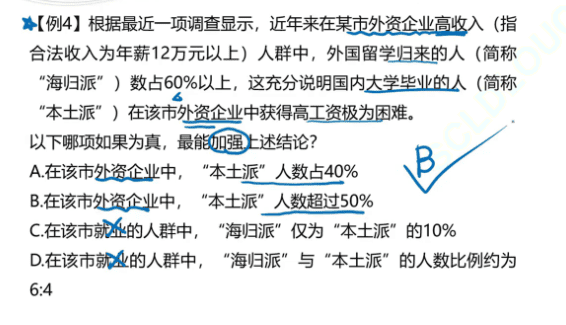 【例4】根据最近一项调查显示，近年来在某市外资企业高收入（指
合法收入为年薪12万元以上）人群中，外国留学归来的人（简称
“海归派”）数占60%以上，这充分说明国内大学毕业的人（简称
“本土派”）在该市外资企业中获得高工资极为困难。
以下哪项如果为真，最能加强上述结论？
A.在该市外资企业中，“本土派”人数占40%
B.在该市外资企业中，“本土派”人数超过50%
B
C.在该市就业的人群中，“海归派”仅为“本土派”的10%
D.在该市就业的人群中，“海归派”与“本土派”的人数比例约为
6:4